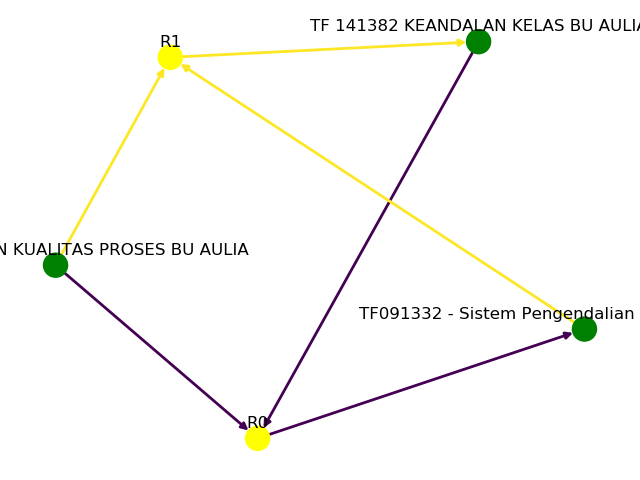 TF 141382 KEANDALAN KELAS BU AULIA
R1
N KUALITAS PROSES BU AULIA
TF091332 - Sistem Pengendalian
R0